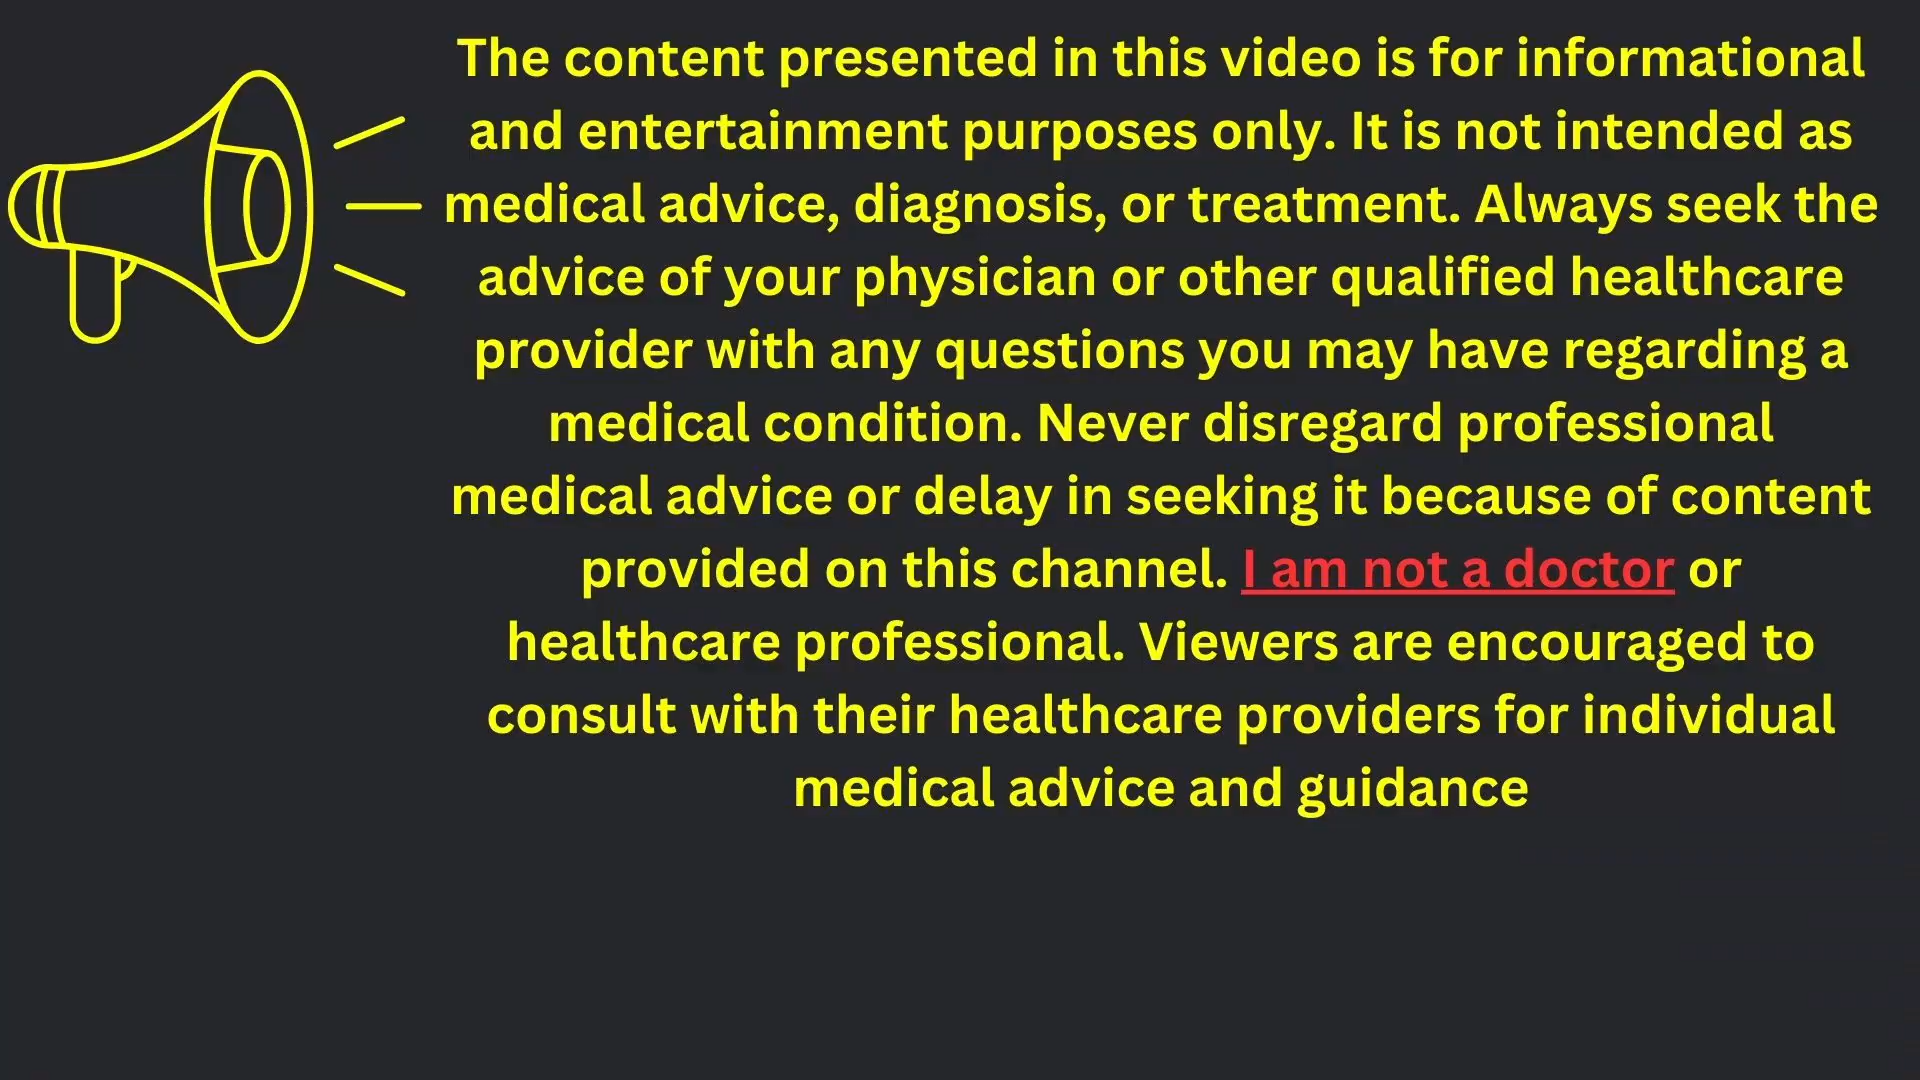 The content presented in this video is for informational
and entertainment purposes only. It is not intended as
medical advice, diagnosis, or treatment. Always seek the
advice of your physician or other qualified healthcare
provider with any questions you may have regarding a
medical condition. Never disregard professional
medical advice or delay in seeking it because of content
provided on this channel. I am not a doctor or
healthcare professional. Viewers are encouraged to
consult with their healthcare providers for individual
medical advice and guidance